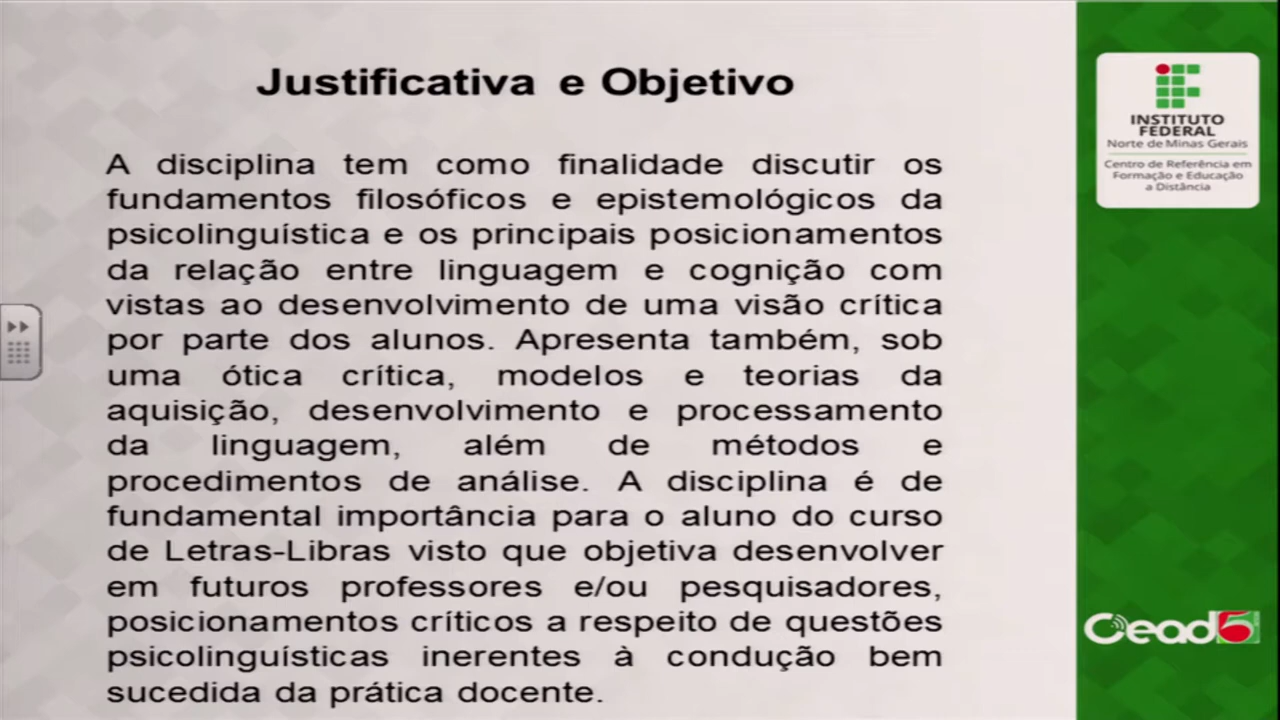 Justificativa e Objetivo
A disciplina tem como finalidade discutir os
fundamentos filosóficos e epistemológicos da
psicolinguística e os principais posicionamentos
da relação entre linguagem e cognição com
vistas ao desenvolvimento de uma visão crítica
por parte dos alunos. Apresenta também, sob
uma ótica crítica, modelos e teorias da
aquisição, desenvolvimento e processamento
da linguagem, além de métodos e
procedimentos de análise. A disciplina é de
fundamental importância para o aluno do curso
de Letras-Libras visto que objetiva desenvolver
em futuros professores e/ou pesquisadores,
posicionamentos críticos a respeito de questões
psicolinguísticas inerentes à condução bem
sucedida da prática docente.
INSTITUTO
FEDERAL
Norte de Minas Gerais
Centro de Referência em
Formação e Educação
a Distância
Cead5